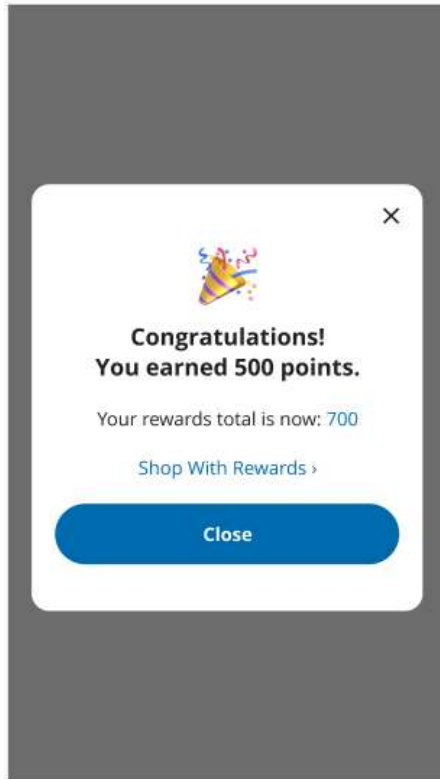 Congratulations!
You earned 500 points.
Your rewards total is now: 700
Shop With Rewards ›
Close